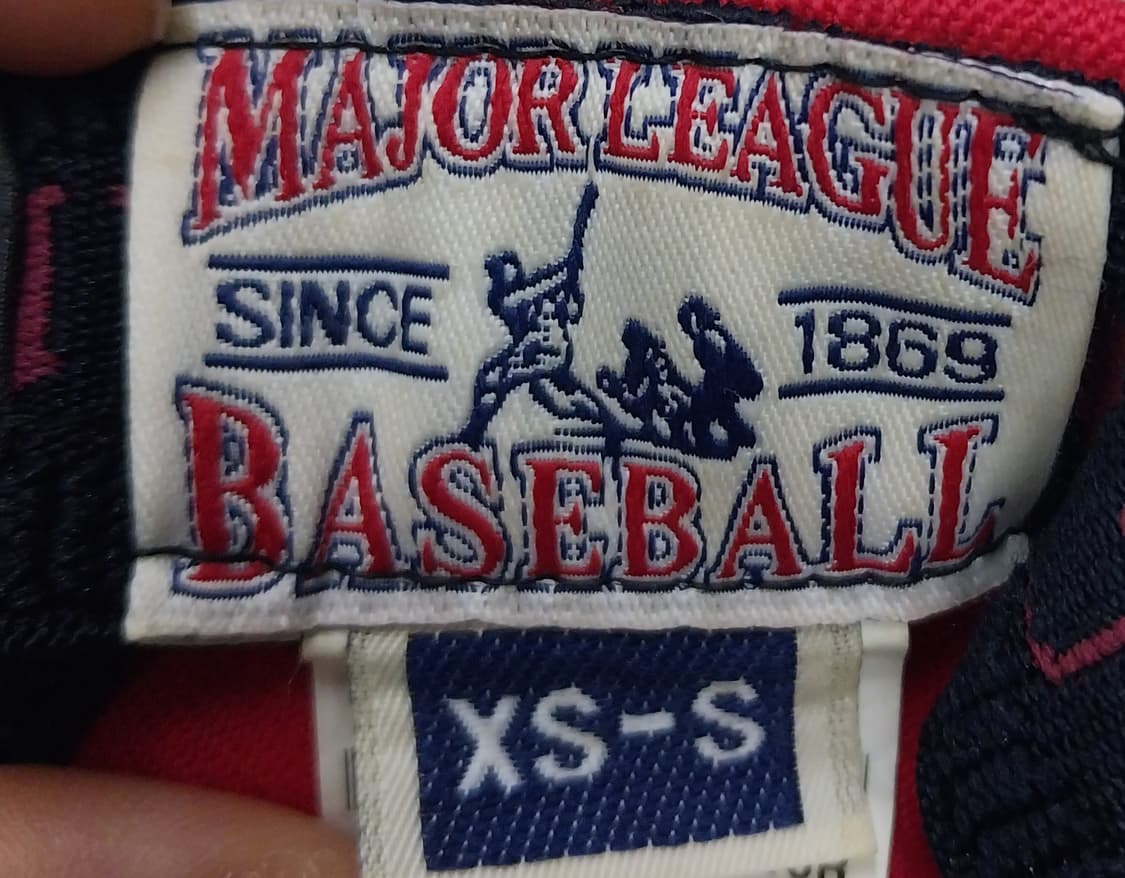 MAJOR LEAGUE
SINCE 1869
BASEBALL
XS-S